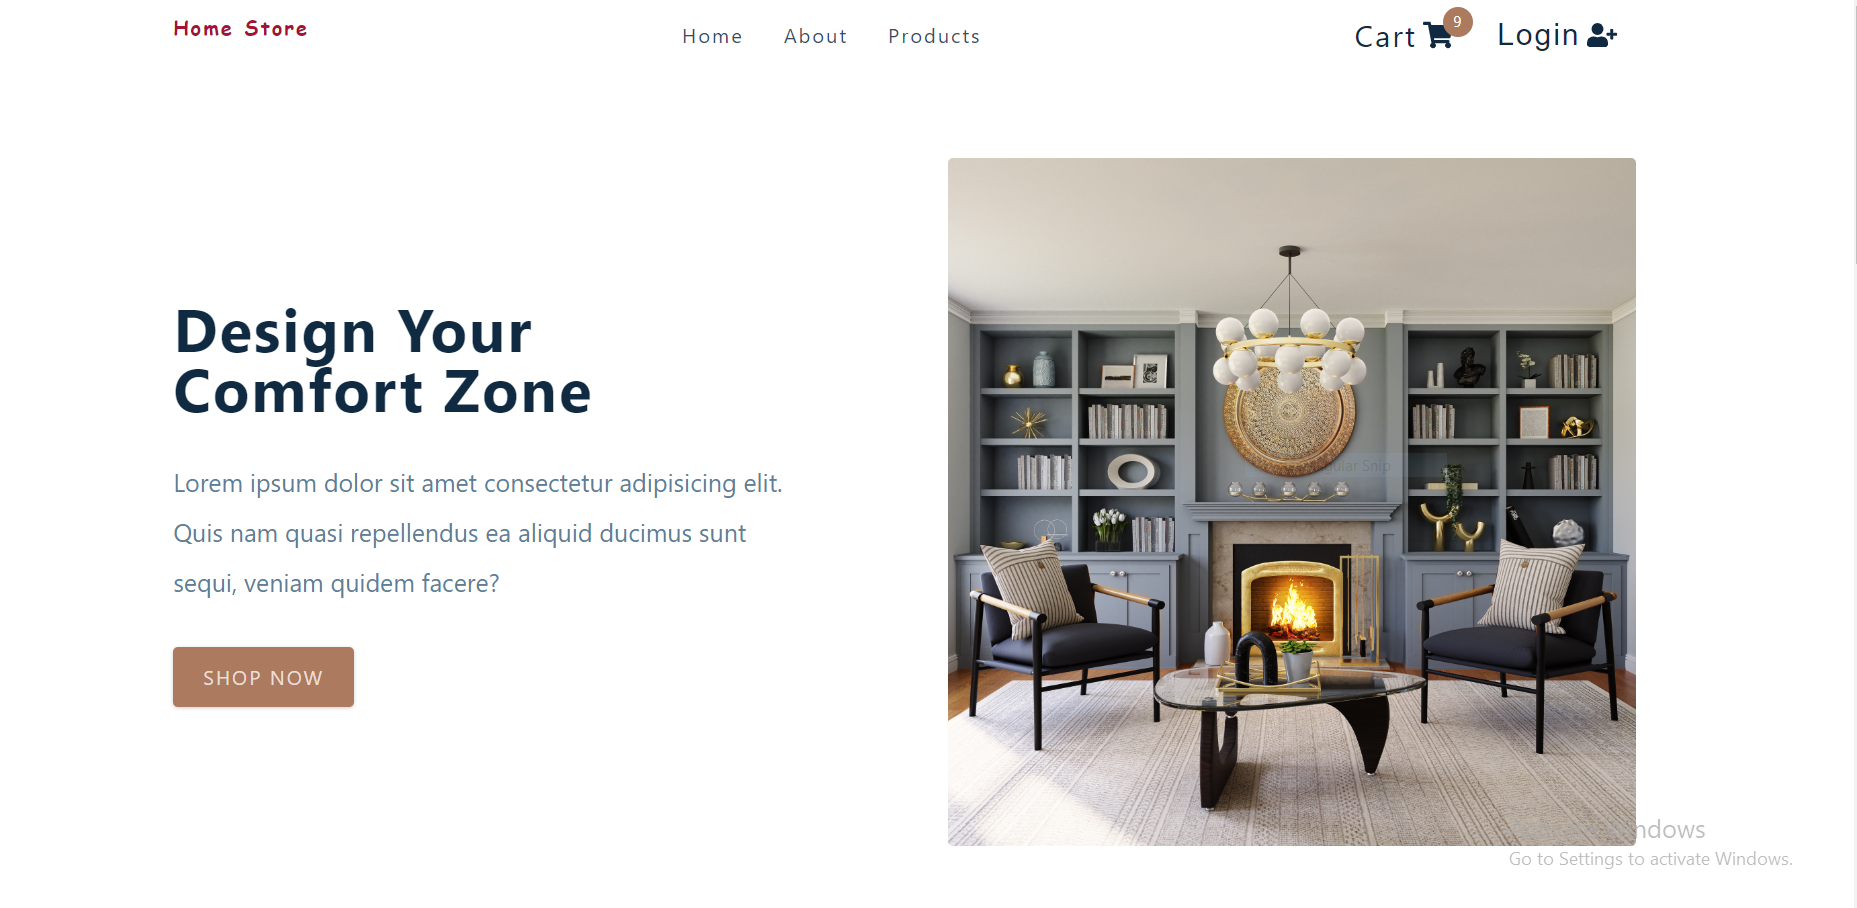 Home Store
Home About Products
Cart 9 Login
Design Your
Comfort Zone
Lorem ipsum dolor sit amet consectetur adipisicing elit.
Quis nam quasi repellendus ea aliquid ducimus sunt
sequi, veniam quidem facere?
SHOP NOW
Snip
Go to Settings to activate Windows.